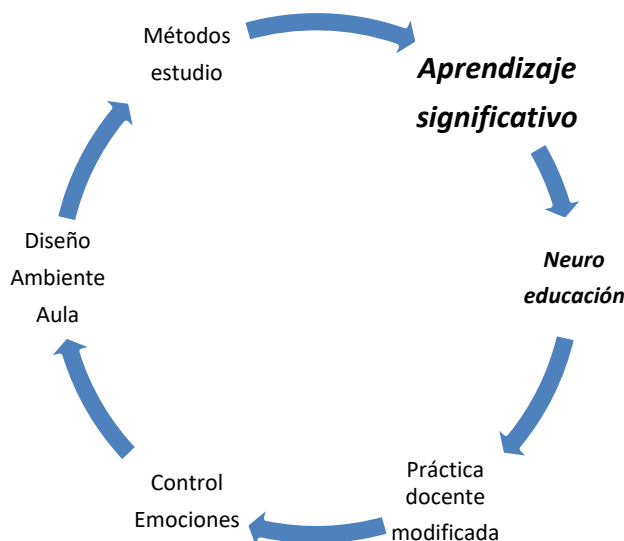 Métodos
estudio
Aprendizaje
significativo
Neuro
educación
Práctica
docente
modificada
Control
Emociones
Diseño
Ambiente
Aula